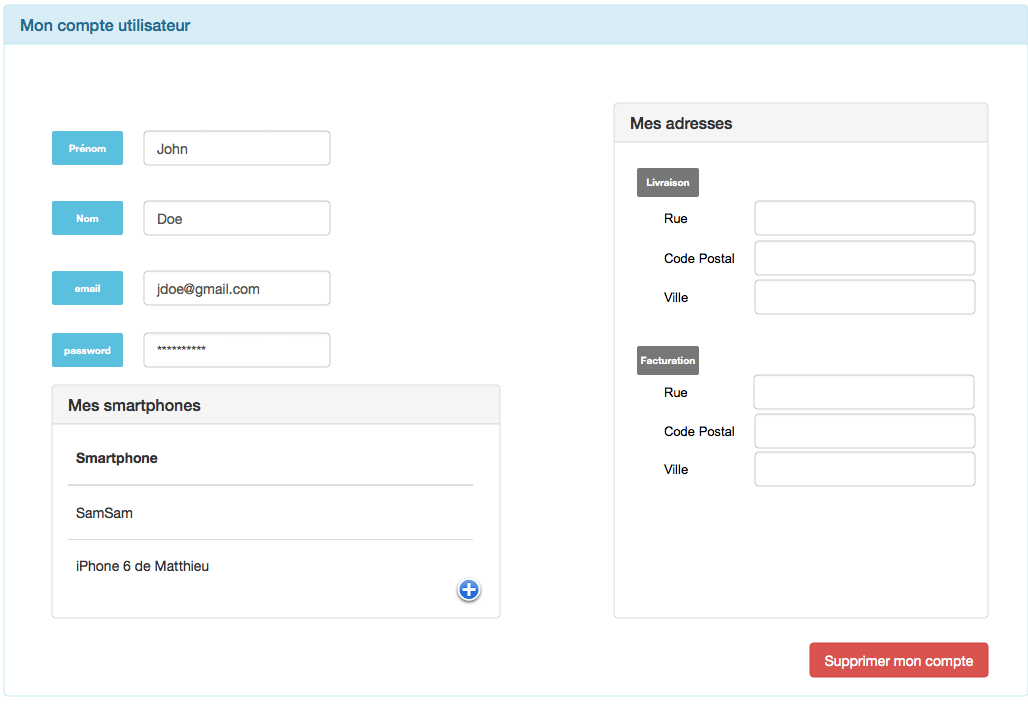 Mon compte utilisateur
Prénom
John
Nom
Doe
email
jdoe@gmail.com
password
**********
Mes smartphones
Smartphone
SamSam
iPhone 6 de Matthieu
Mes adresses
Livraison
Rue
Code Postal
Ville
Facturation
Rue
Code Postal
Ville
Supprimer mon compte